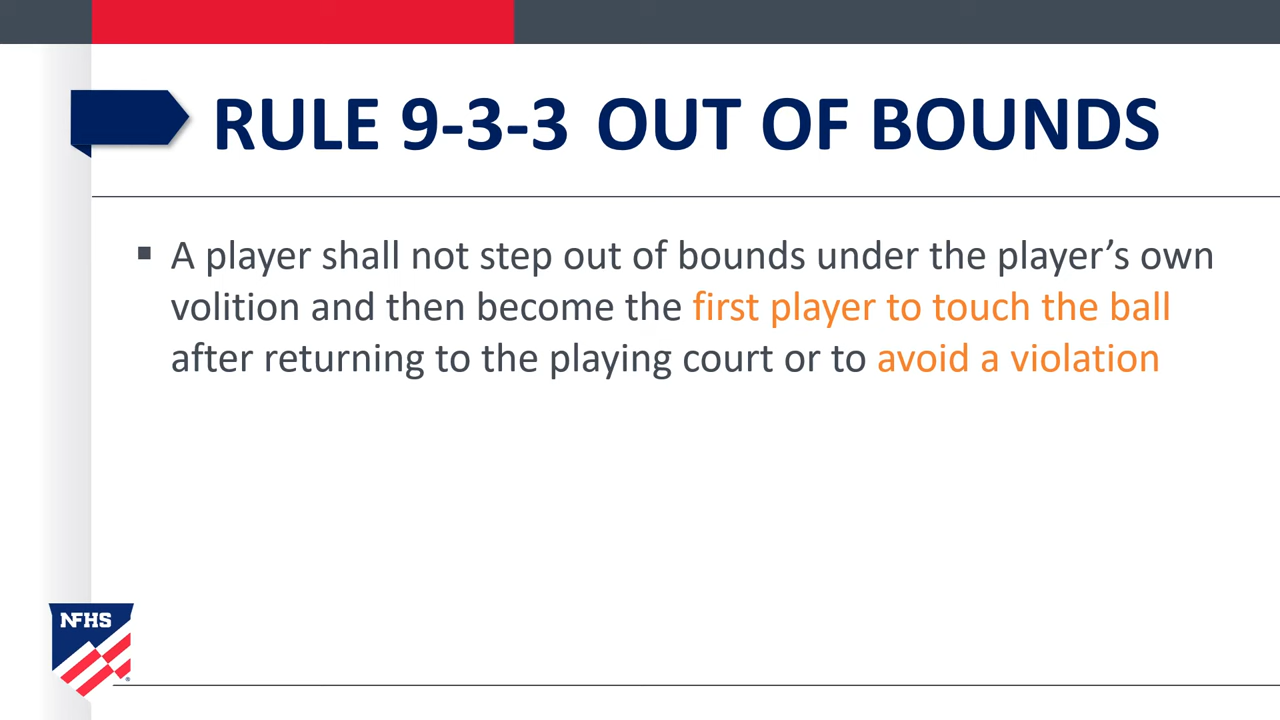 RULE 9-3-3 OUT OF BOUNDS
▪ A player shall not step out of bounds under the player’s own
volition and then become the first player to touch the ball
after returning to the playing court or to avoid a violation
NFHS
®